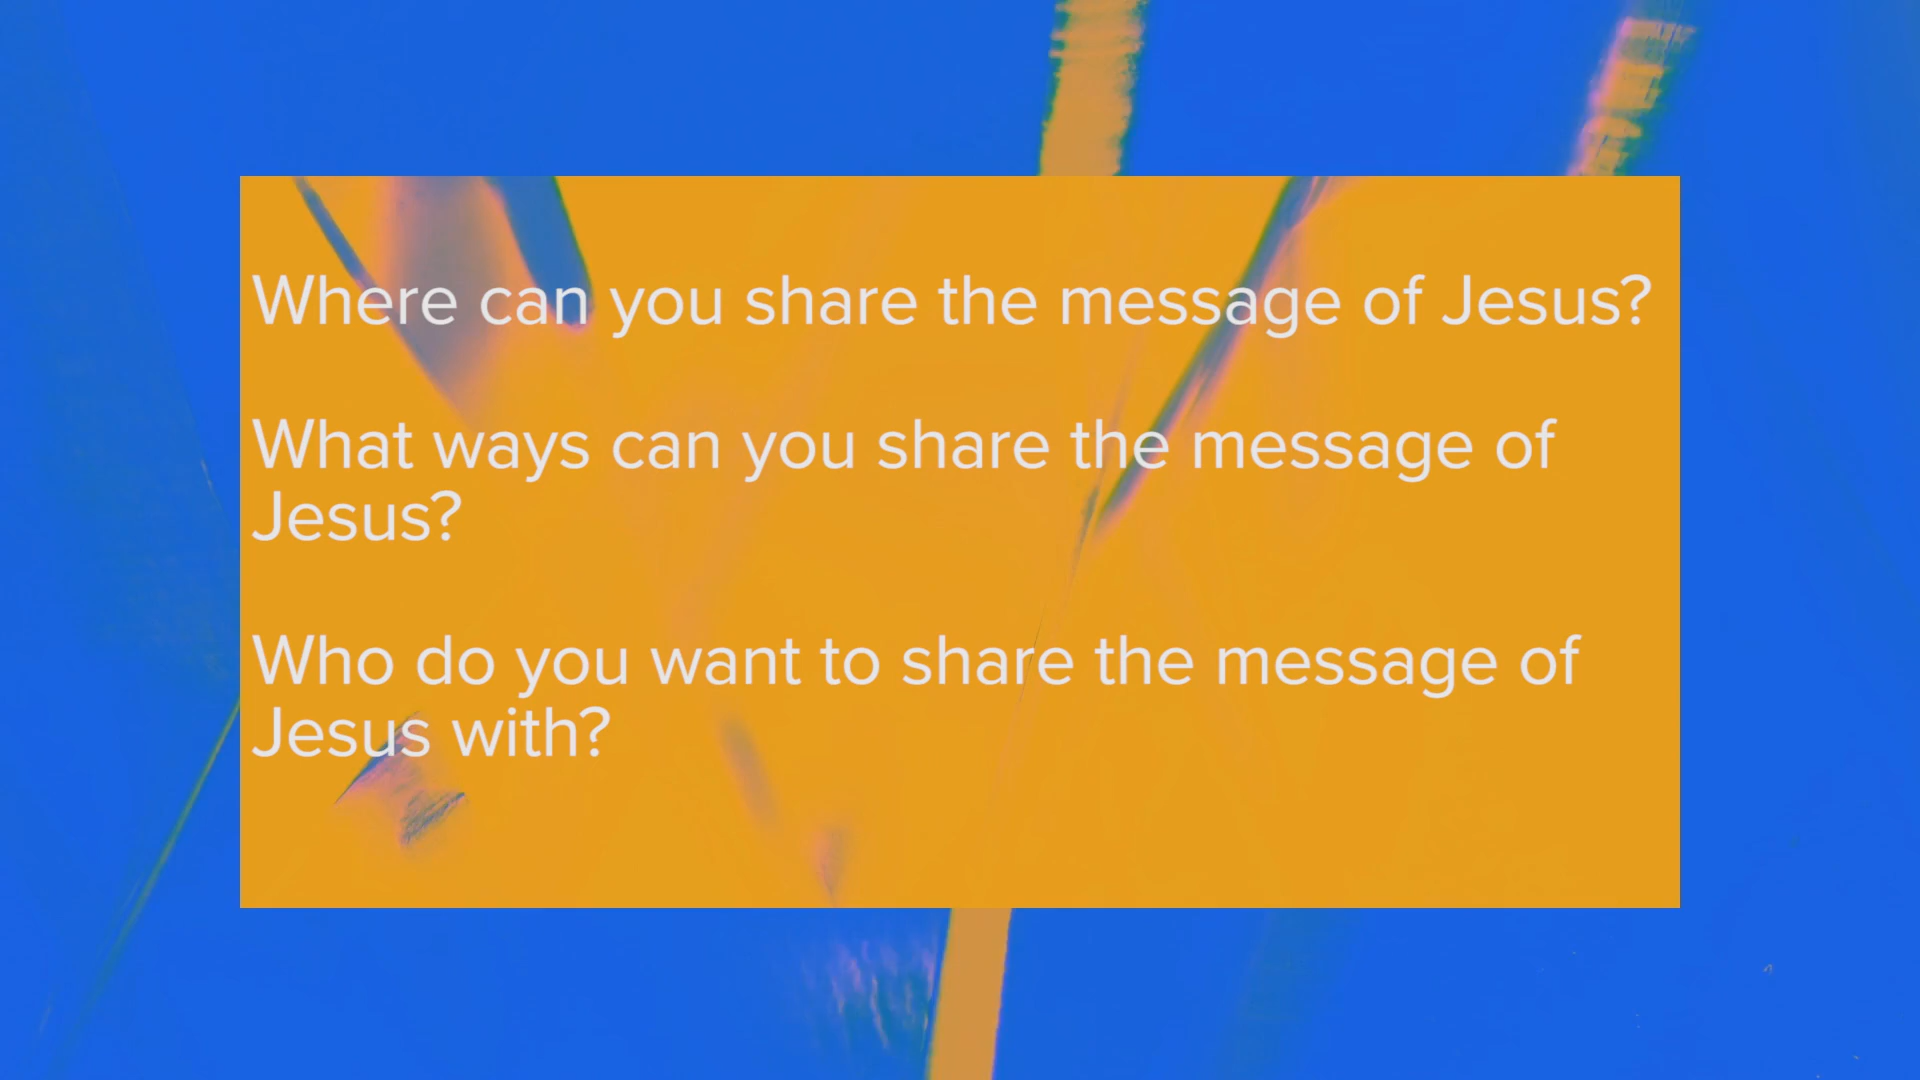 Where can you share the message of Jesus?
What ways can you share the message of
Jesus?
Who do you want to share the message of
Jesus with?